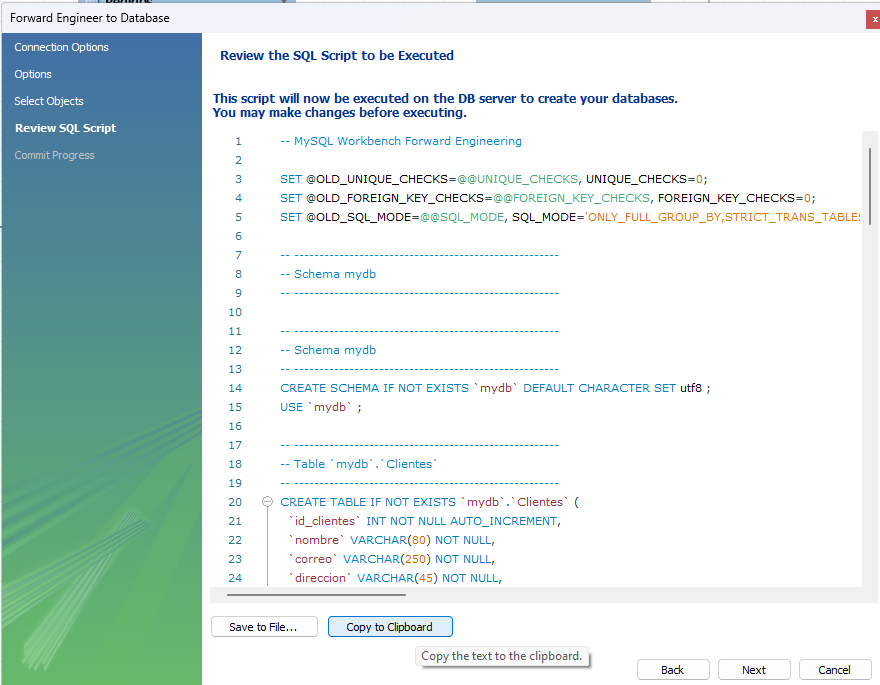 Forward Engineer to Database
x
Connection Options
Options
Select Objects
Review SQL Script
Commit Progress
Review the SQL Script to be Executed
This script will now be executed on the DB server to create your databases.
You may make changes before executing.
1 -- MySQL Workbench Forward Engineering
2
3 SET @OLD_UNIQUE_CHECKS=@@UNIQUE_CHECKS, UNIQUE_CHECKS=0;
4 SET @OLD_FOREIGN_KEY_CHECKS=@@FOREIGN_KEY_CHECKS, FOREIGN_KEY_CHECKS=0;
5 SET @OLD_SQL_MODE=@@SQL_MODE, SQL_MODE='ONLY_FULL_GROUP_BY,STRICT_TRANS_TABLES
6
7 -- -----------------------------------------------------
8 -- Schema mydb
9 -- -----------------------------------------------------
10
11 -- -----------------------------------------------------
12 -- Schema mydb
13 -- -----------------------------------------------------
14 CREATE SCHEMA IF NOT EXISTS `mydb` DEFAULT CHARACTER SET utf8 ;
15 USE `mydb` ;
16
17 -- -----------------------------------------------------
18 -- Table `mydb`.`Clientes`
19 -- -----------------------------------------------------
20 CREATE TABLE IF NOT EXISTS `mydb`.`Clientes` (
21 `id_clientes` INT NOT NULL AUTO_INCREMENT,
22 `nombre` VARCHAR(80) NOT NULL,
23 `correo` VARCHAR(250) NOT NULL,
24 `direccion` VARCHAR(45) NOT NULL,
Save to File...
Copy to Clipboard
Copy the text to the clipboard.
Back
Next
Cancel